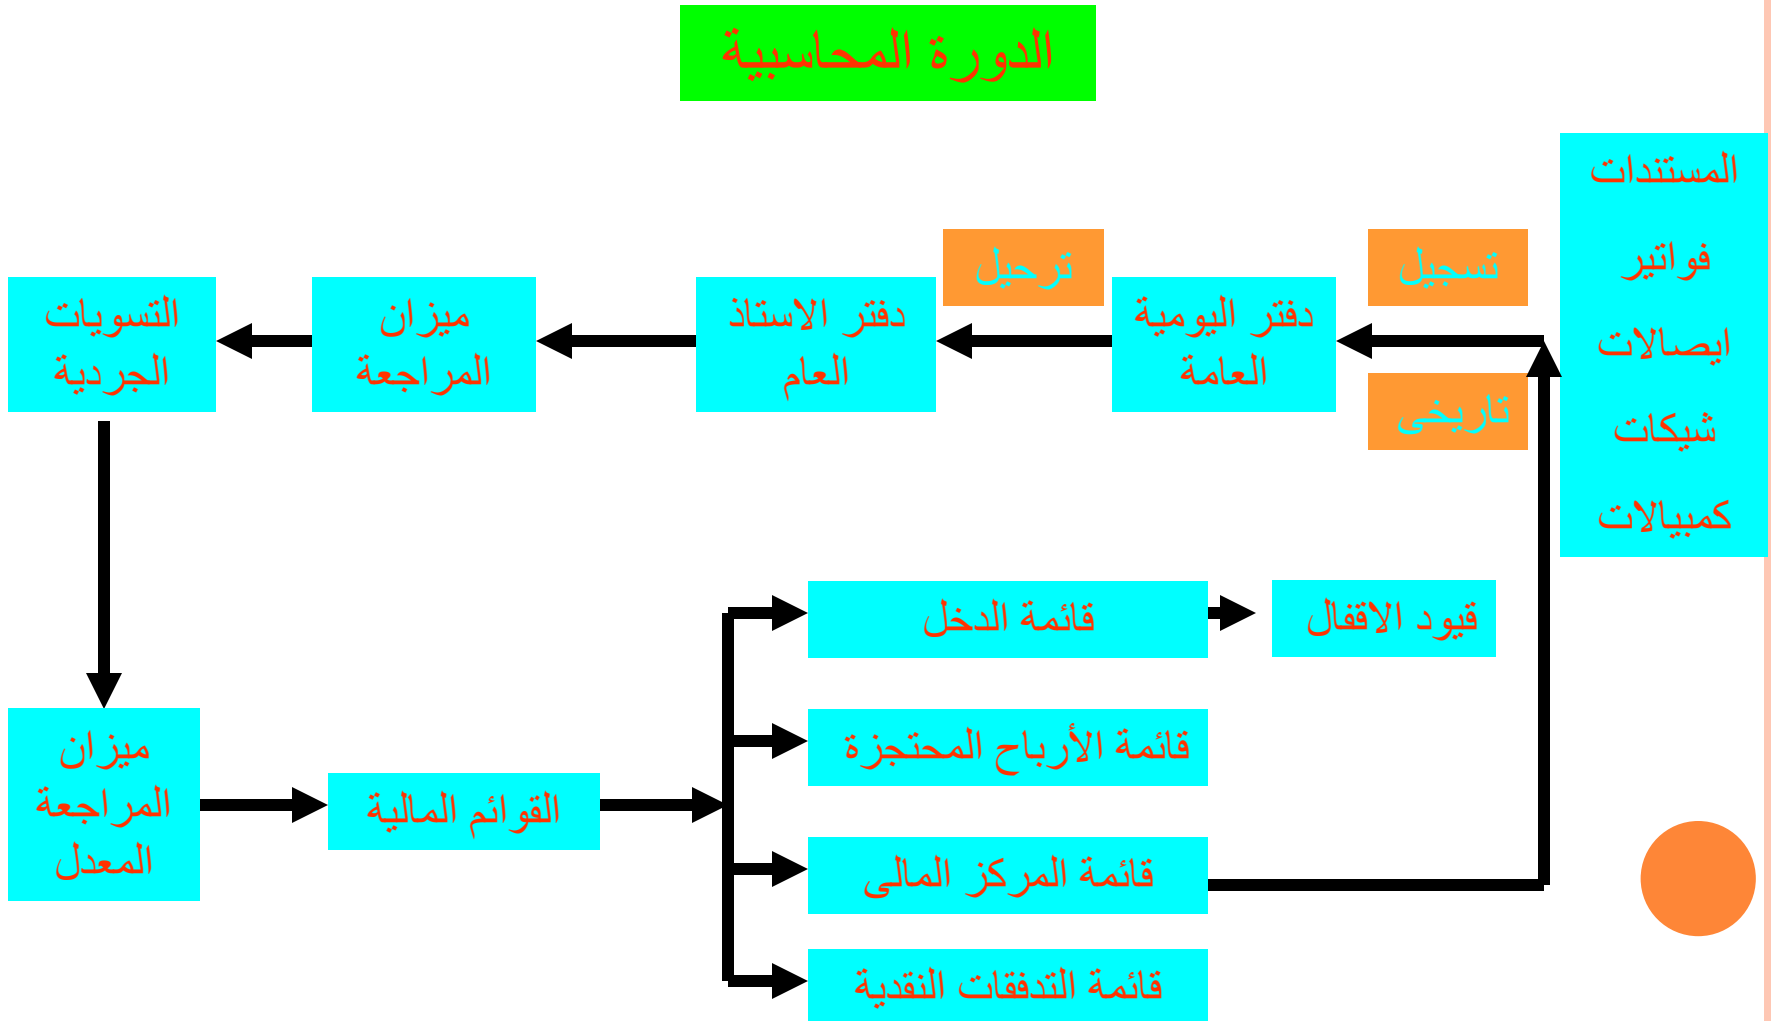 الدورة المحاسبية
المستندات
فواتير
ايصالات
شيكات
كمبيالات
تسجيل
تاريخى
دفتر اليومية
العامة
ترحيل
دفتر الاستاذ
العام
ميزان
المراجعة
التسويات
الجردية
ميزان
المراجعة
المعدل
القوائم المالية
قائمة الدخل
قيود الاقفال
قائمة الأرباح المحتجزة
قائمة المركز المالى
قائمة التدفقات النقدية